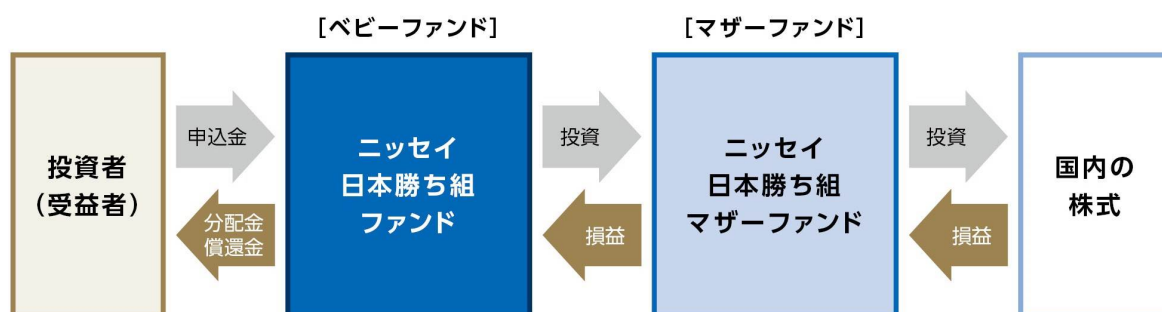 [ベビーファンド]
[マザーファンド]
投資者
(受益者)
申込金
分配金
償還金
ニッセイ
日本勝ち組
ファンド
投資
損益
ニッセイ
日本勝ち組
マザーファンド
投資
損益
国内の
株式